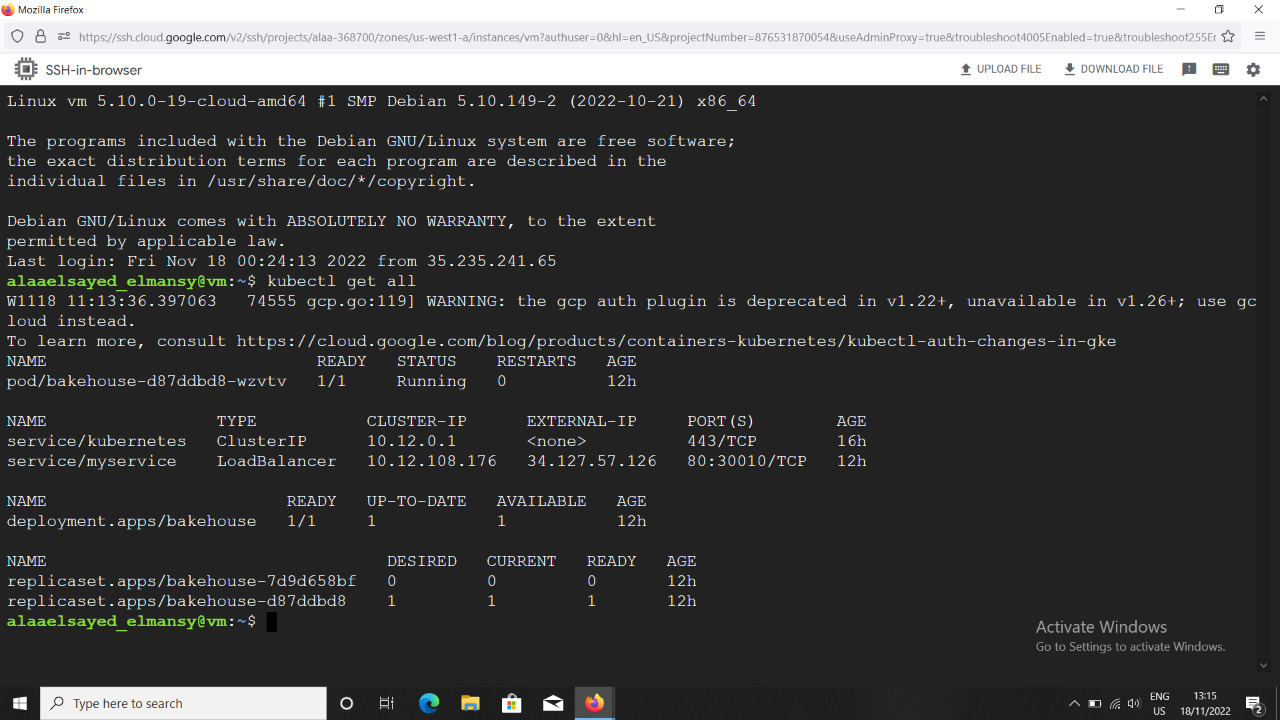 Mozilla Firefox
https://ssh.cloud.google.com/v2/ssh/projects/alaa-368700/zones/us-west1-a/instances/vm?authuser=0&hl=en_US&projectNumber=876531870054&useAdminProxy=true&troubleshoot4005Enabled=true&troubleshoot255Er
SSH-in-browser
UPLOAD FILE
DOWNLOAD FILE
Linux vm 5.10.0-19-cloud-amd64 #1 SMP Debian 5.10.149-2 (2022-10-21) x86_64
The programs included with the Debian GNU/Linux system are free software;
the exact distribution terms for each program are described in the
individual files in /usr/share/doc/*/copyright.
Debian GNU/Linux comes with ABSOLUTELY NO WARRANTY, to the extent
permitted by applicable law.
Last login: Fri Nov 18 00:24:13 2022 from 35.235.241.65
alaaelsayed_elmansy@vm:~$ kubectl get all
W1118 11:13:36.397063   74555 gcp.go:119] WARNING: the gcp auth plugin is deprecated in v1.22+, unavailable in v1.26+; use gc
loud instead.
To learn more, consult https://cloud.google.com/blog/products/containers-kubernetes/kubectl-auth-changes-in-gke
NAME                           READY   STATUS    RESTARTS   AGE
pod/bakehouse-d87ddbd8-wzvtv   1/1     Running   0          12h
NAME                 TYPE           CLUSTER-IP      EXTERNAL-IP     PORT(S)        AGE
service/kubernetes   ClusterIP      10.12.0.1       <none>          443/TCP        16h
service/myservice    LoadBalancer   10.12.108.176   34.127.57.126   80:30010/TCP   12h
NAME                        READY   UP-TO-DATE   AVAILABLE   AGE
deployment.apps/bakehouse   1/1     1            1           12h
NAME                                  DESIRED   CURRENT   READY   AGE
replicaset.apps/bakehouse-7d9d658bf   0         0         0       12h
replicaset.apps/bakehouse-d87ddbd8    1         1         1       12h
alaaelsayed_elmansy@vm:~$
Activate Windows
Go to Settings to activate Windows.
Type here to search
ENG
US
13:15
18/11/2022
2